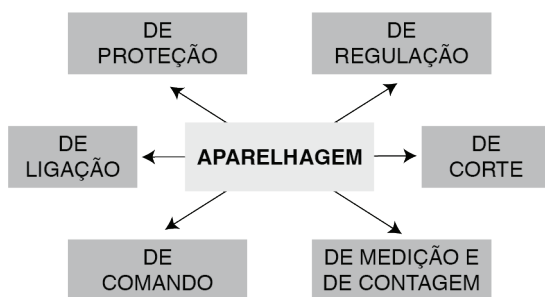 DE
PROTEÇÃO
DE
REGULAÇÃO
DE
LIGAÇÃO
APARELHAGEM
DE
CORTE
DE
COMANDO
DE MEDIÇÃO E
DE CONTAGEM